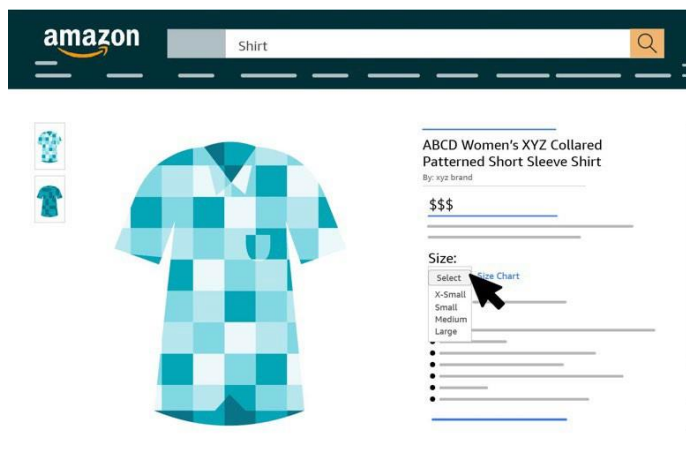 amazon
Shirt
ABCD Women's XYZ Collared
Patterned Short Sleeve Shirt
By: xyz brand
$$$
Size:
Select
Size Chart
X-Small
Small
Medium
Large